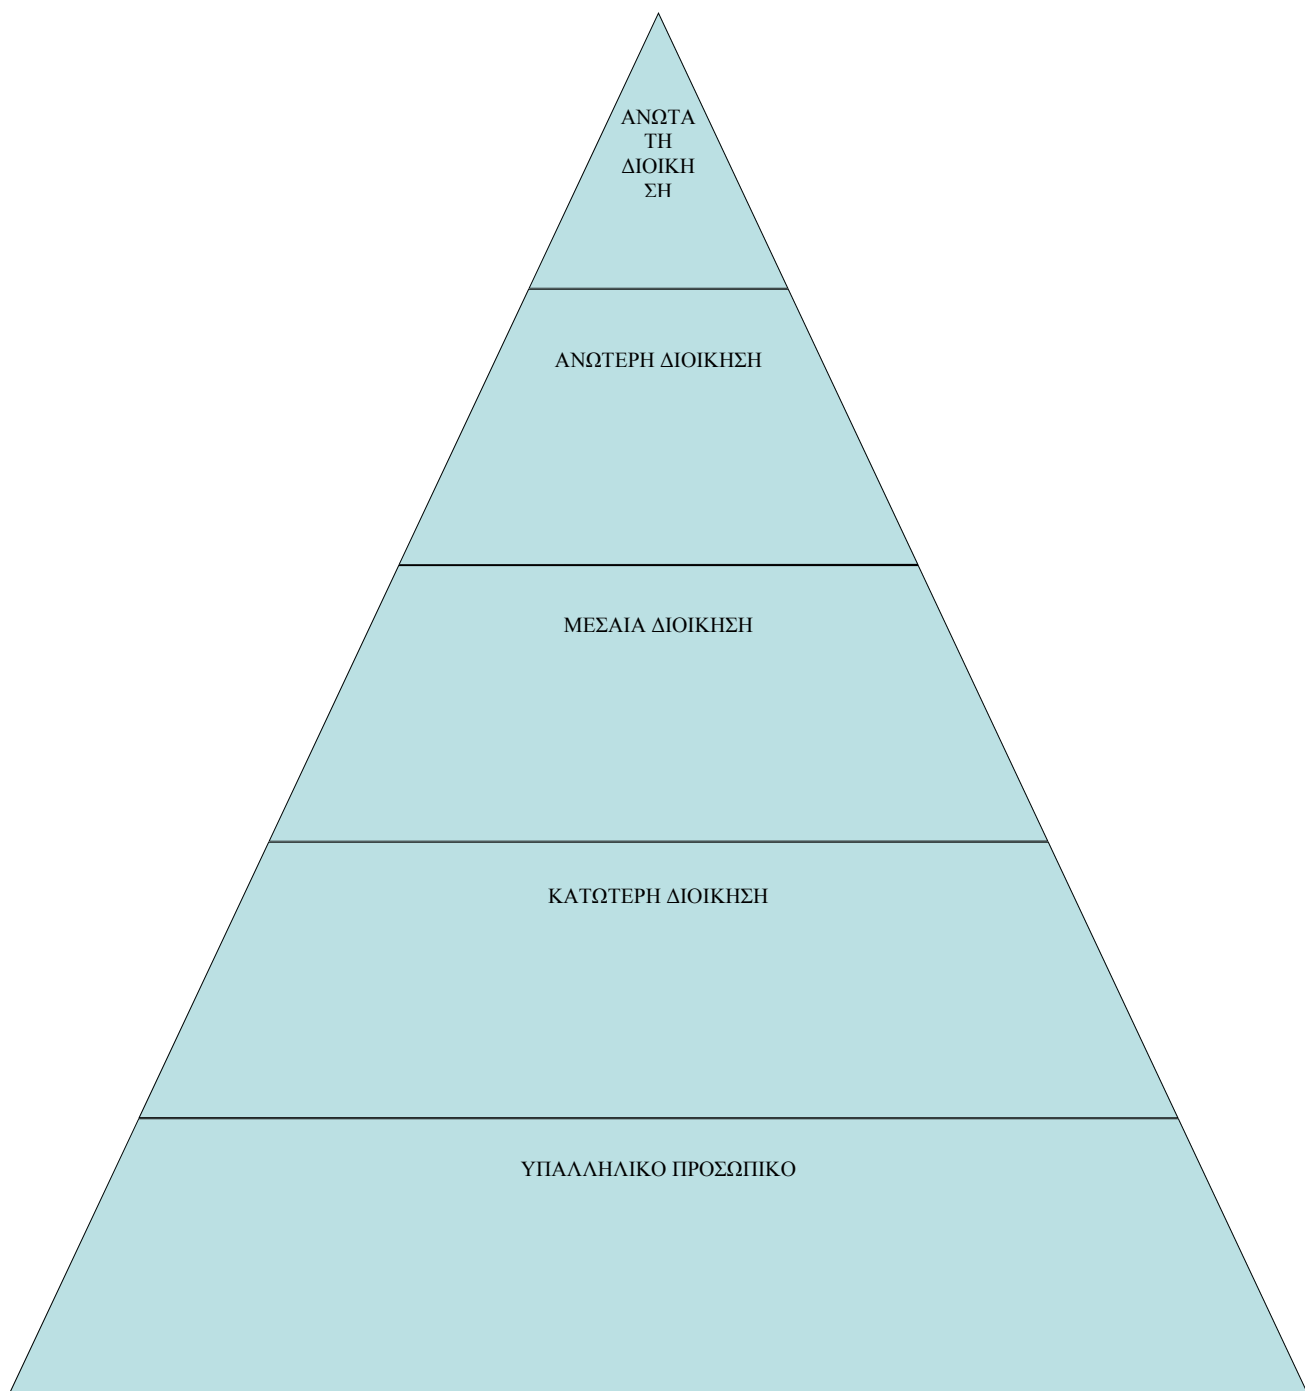 ΑΝΩΤΑ
ΤΗ
ΔΙΟΙΚΗ
ΣΗ
ΑΝΩΤΕΡΗ ΔΙΟΙΚΗΣΗ
ΜΕΣΑΙΑ ΔΙΟΙΚΗΣΗ
ΚΑΤΩΤΕΡΗ ΔΙΟΙΚΗΣΗ
ΥΠΑΛΛΗΛΙΚΟ ΠΡΟΣΩΠΙΚΟ